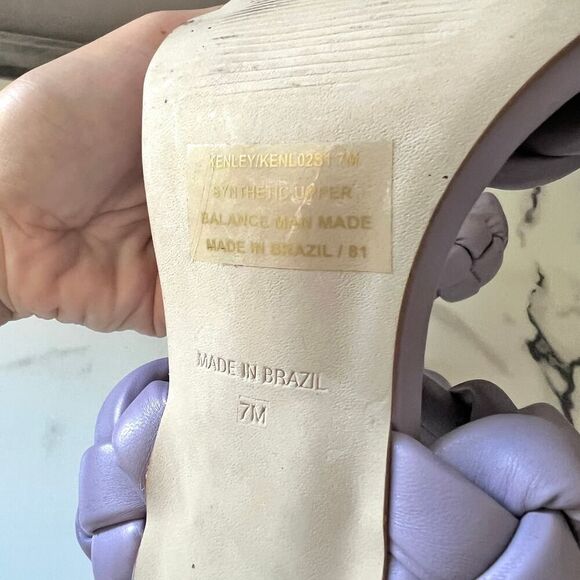 KENLEY/KENL02S1 7M
SYNTHETIC UPPER
BALANCE MAN MADE
MADE IN BRAZIL / 81
MADE IN BRAZIL
7M